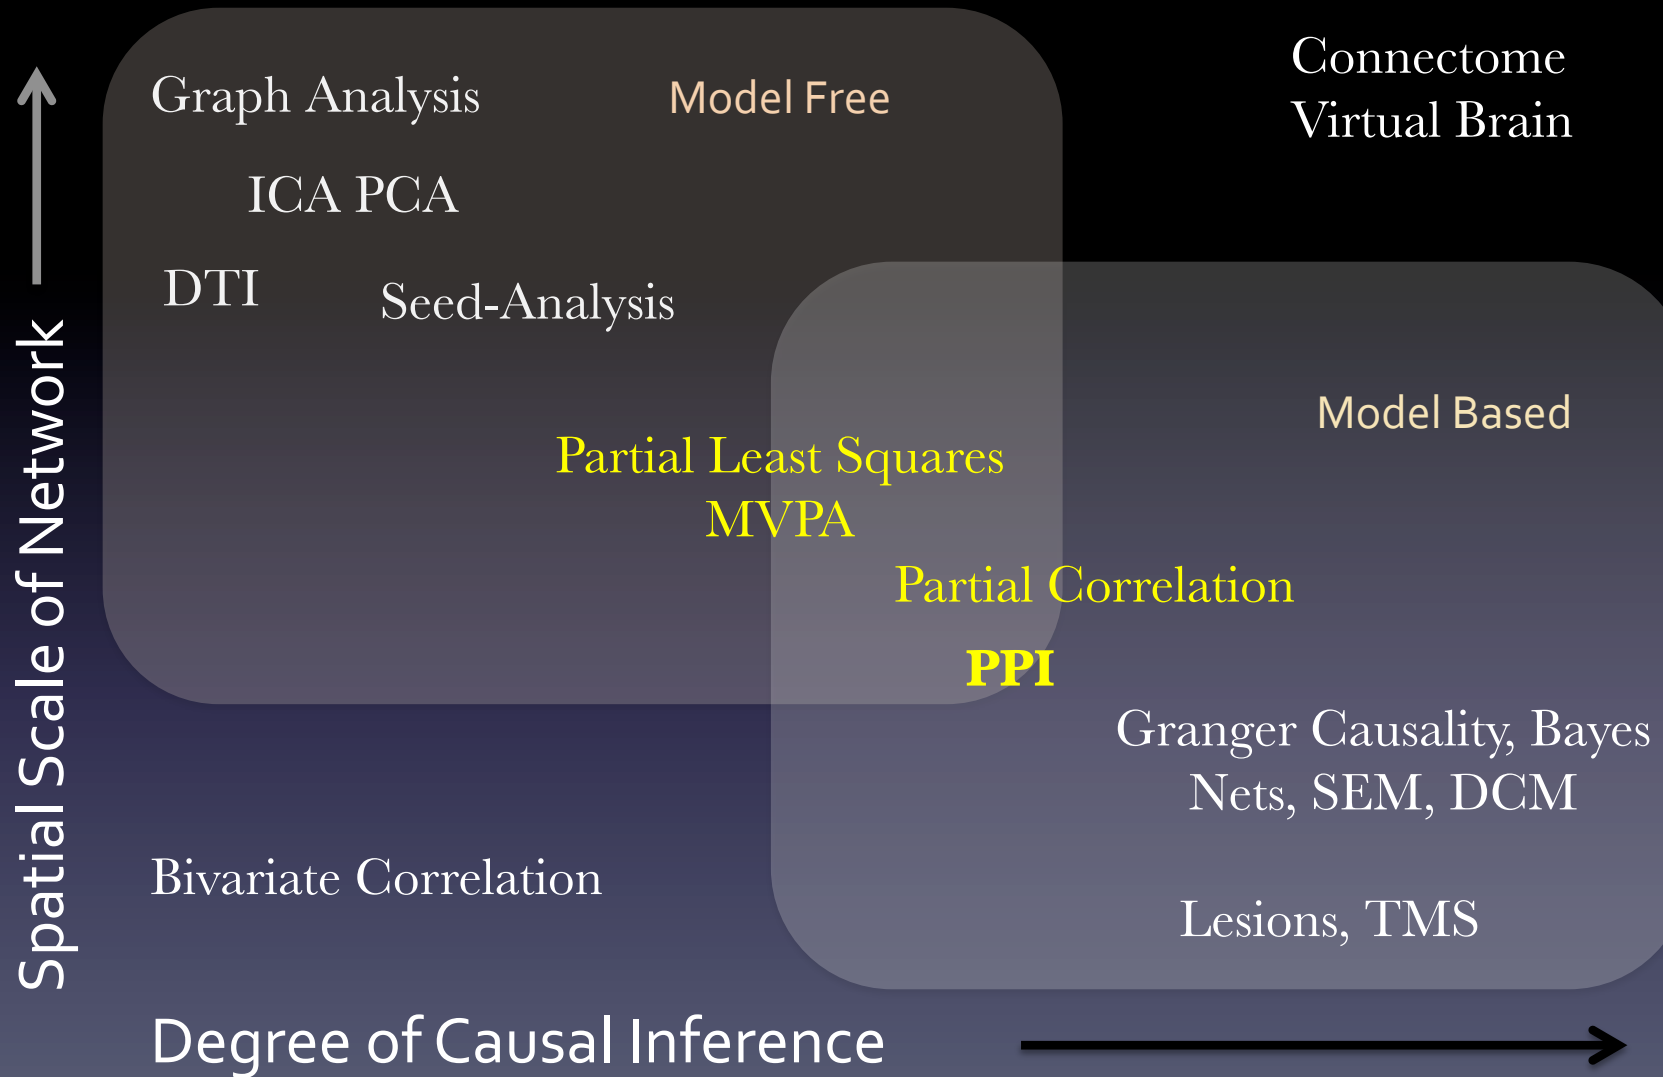 Graph Analysis
Model Free
Connectome
Virtual Brain
ICA PCA
DTI
Seed-Analysis
Model Based
Partial Least Squares
MVPA
Partial Correlation
PPI
Granger Causality, Bayes
Nets, SEM, DCM
Bivariate Correlation
Lesions, TMS
Spatial Scale of Network
Degree of Causal Inference